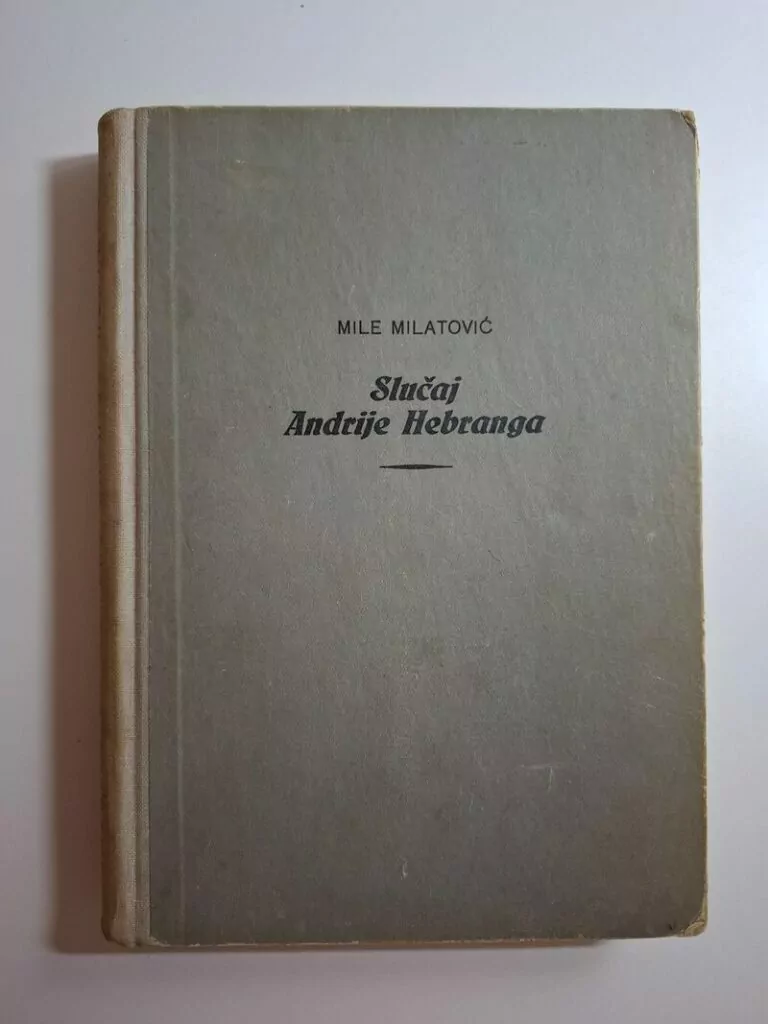 MILE MILATOVIĆ
Slučaj
Andrije Hebranga